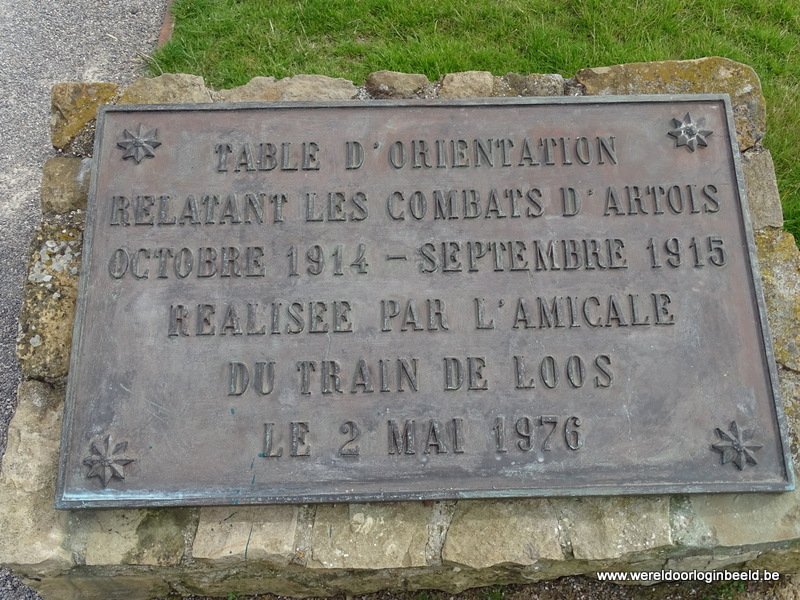 TABLE D'ORIENTATION
RELATANT LES COMBATS D'ARTOIS
OCTOBRE 1914 – SEPTEMBRE 1915
REALISEE PAR L'AMICALE
DU TRAIN DE LOOS
LE 2 MAI 1976
www.wereldoorloginbeeld.be